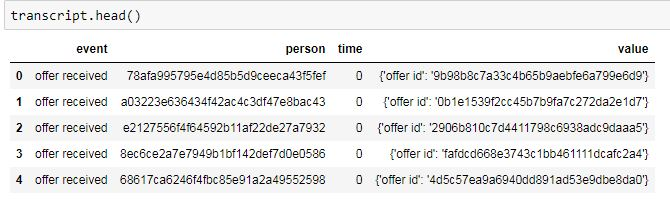 transcript.head()
event person time value
0 offer received 78afa995795e4d85b5d9ceeca43f5fef 0 {'offer id': '9b98b8c7a33c4b65b9aebfe6a799e6d9'}
1 offer received a03223e636434f42ac4c3df47e8bac43 0 {'offer id': '0b1e1539f2cc45b7b9fa7c272da2e1d7'}
2 offer received e2127556f4f64592b11af22de27a7932 0 {'offer id': '2906b810c7d4411798c6938adc9daaa5'}
3 offer received 8ec6ce2a7e7949b1bf142def7d0e0586 0 {'offer id': 'fafdcd668e3743c1bb461111dcafc2a4'}
4 offer received 68617ca6246f4fbc85e91a2a49552598 0 {'offer id': '4d5c57ea9a6940dd891ad53e9dbe8da0'}